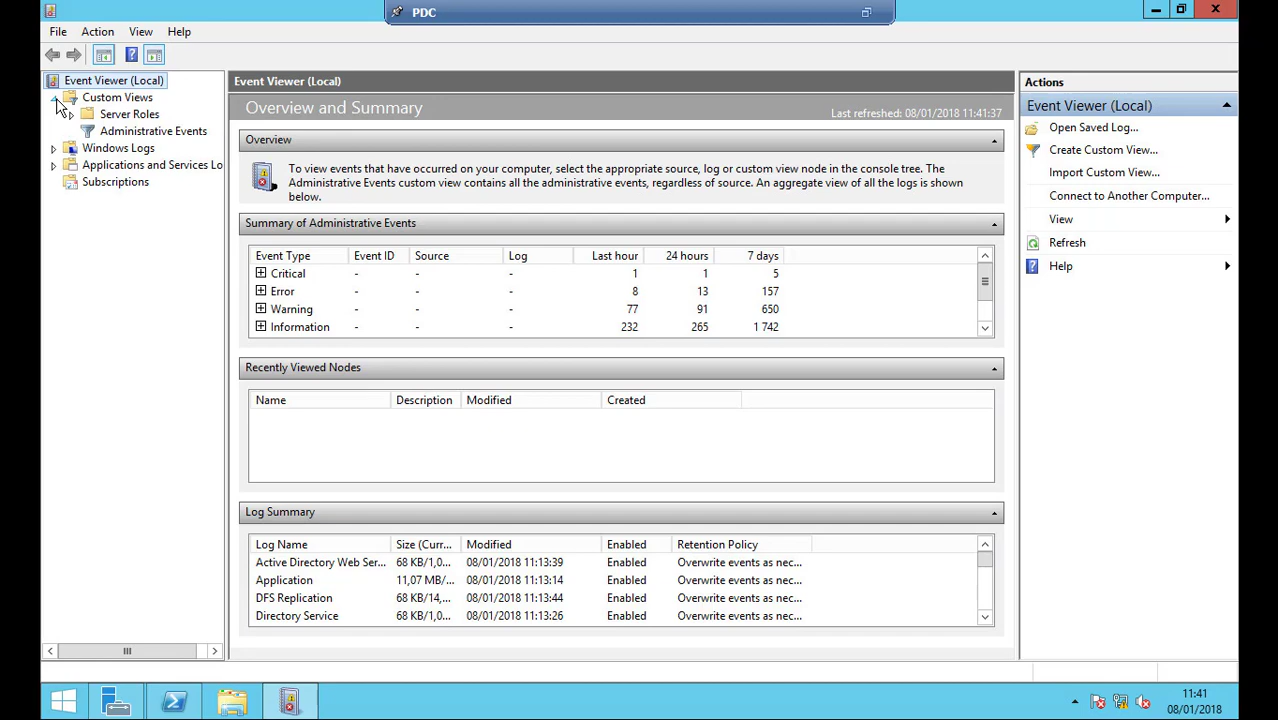 PDC
File Action View Help
Event Viewer (Local)
Custom Views
Server Roles
Administrative Events
Windows Logs
Applications and Services Lo
Subscriptions
Event Viewer (Local)
Overview and Summary
Last refreshed: 08/01/2018 11:41:37
Overview
To view events that have occurred on your computer, select the appropriate source, log or custom view node in the console tree. The
Administrative Events custom view contains all the administrative events, regardless of source. An aggregate view of all the logs is shown
below.
Summary of Administrative Events
Event Type Event ID Source Log Last hour 24 hours 7 days
Critical - - - 1 1 5
Error - - - 8 13 157
Warning - - - 77 91 650
Information - - - 232 265 1 742
Recently Viewed Nodes
Name Description Modified Created
Log Summary
Log Name Size (Curr... Modified Enabled Retention Policy
Active Directory Web Ser... 68 KB/1,0... 08/01/2018 11:13:39 Enabled Overwrite events as nec...
Application 11,07 MB/... 08/01/2018 11:13:14 Enabled Overwrite events as nec...
DFS Replication 68 KB/14,... 08/01/2018 11:13:44 Enabled Overwrite events as nec...
Directory Service 68 KB/1,0... 08/01/2018 11:13:26 Enabled Overwrite events as nec...
Actions
Event Viewer (Local)
Open Saved Log...
Create Custom View...
Import Custom View...
Connect to Another Computer...
View
Refresh
Help
11:41
08/01/2018